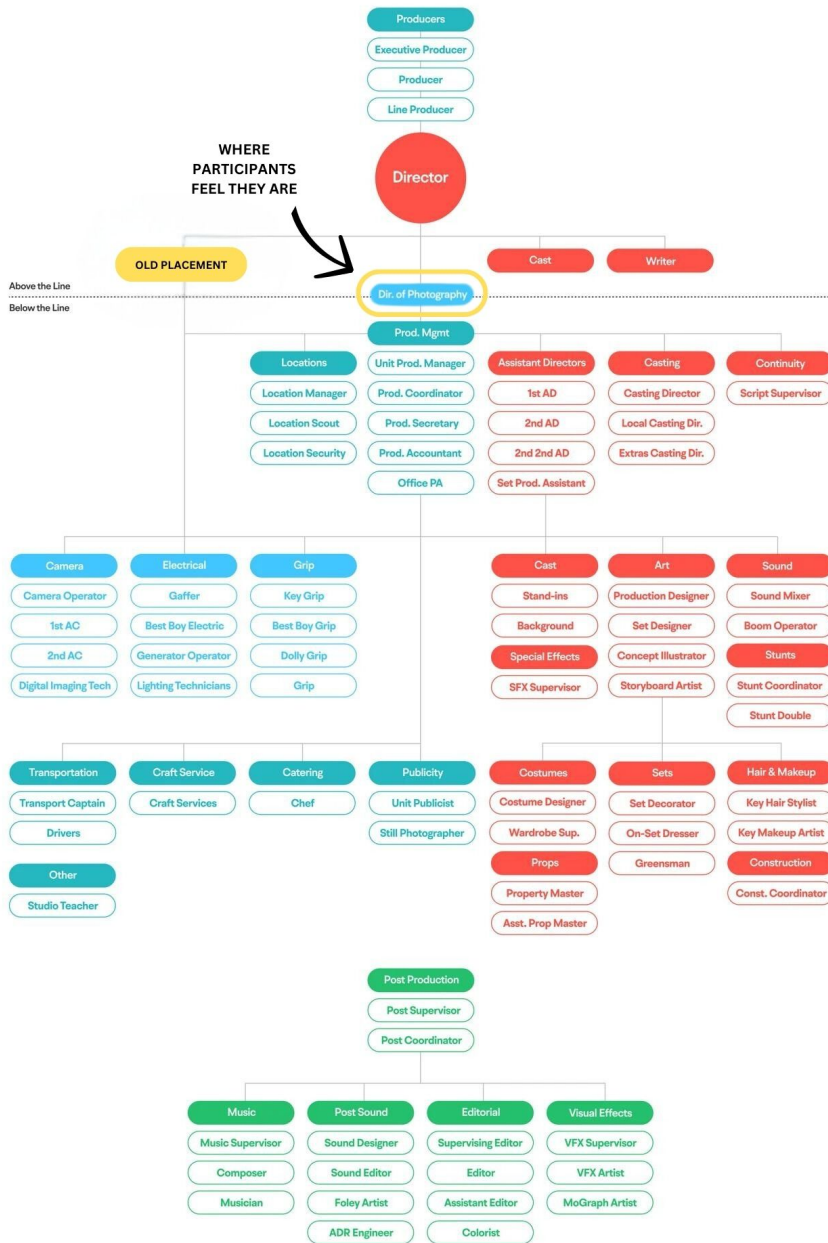 Producers
Executive Producer
Producer
Line Producer
WHERE
PARTICIPANTS
FEEL THEY ARE
Director
OLD PLACEMENT
Cast
Writer
Above the Line
Dir. of Photography
Below the Line
Prod. Mgmt
Unit Prod. Manager
Prod. Coordinator
Prod. Secretary
Prod. Accountant
Office PA
Locations
Location Manager
Location Scout
Location Security
Assistant Directors
1st AD
2nd AD
2nd 2nd AD
Set Prod. Assistant
Casting
Casting Director
Local Casting Dir.
Extras Casting Dir.
Continuity
Script Supervisor
Camera
Camera Operator
1st AC
2nd AC
Digital Imaging Tech
Electrical
Gaffer
Best Boy Electric
Generator Operator
Lighting Technicians
Grip
Key Grip
Best Boy Grip
Dolly Grip
Grip
Cast
Stand-ins
Background
Special Effects
SFX Supervisor
Art
Production Designer
Set Designer
Concept Illustrator
Storyboard Artist
Sound
Sound Mixer
Boom Operator
Stunts
Stunt Coordinator
Stunt Double
Transportation
Transport Captain
Drivers
Other
Studio Teacher
Craft Service
Craft Services
Catering
Chef
Publicity
Unit Publicist
Still Photographer
Costumes
Costume Designer
Wardrobe Sup.
Props
Property Master
Asst. Prop Master
Sets
Set Decorator
On-Set Dresser
Greensman
Hair & Makeup
Key Hair Stylist
Key Makeup Artist
Construction
Const. Coordinator
Post Production
Post Supervisor
Post Coordinator
Music
Music Supervisor
Composer
Musician
Post Sound
Sound Designer
Sound Editor
Foley Artist
ADR Engineer
Editorial
Supervising Editor
Editor
Assistant Editor
Colorist
Visual Effects
VFX Supervisor
VFX Artist
MoGraph Artist